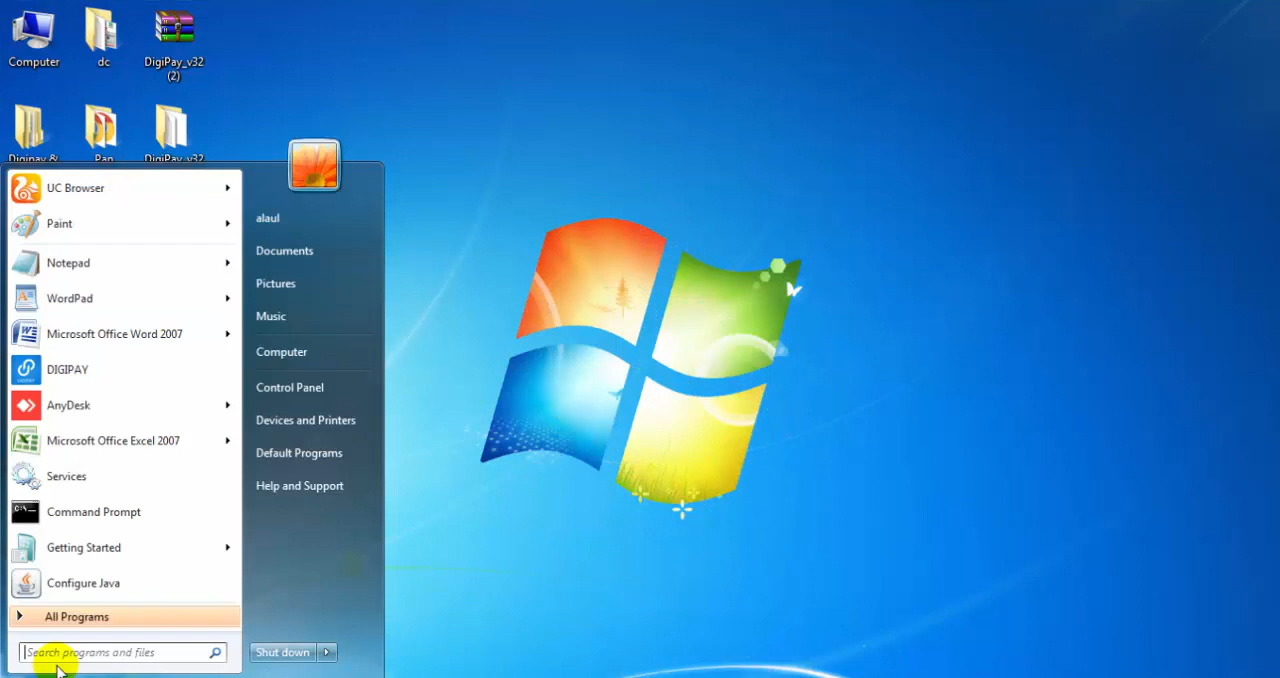 Computer
dc
DigiPay_v32
(2)
Digipay &
Pan
DigiPay_v32
UC Browser
Paint
Notepad
WordPad
Microsoft Office Word 2007
DIGIPAY
AnyDesk
Microsoft Office Excel 2007
Services
Command Prompt
Getting Started
Configure Java
All Programs
Search programs and files
alaul
Documents
Pictures
Music
Computer
Control Panel
Devices and Printers
Default Programs
Help and Support
Shut down